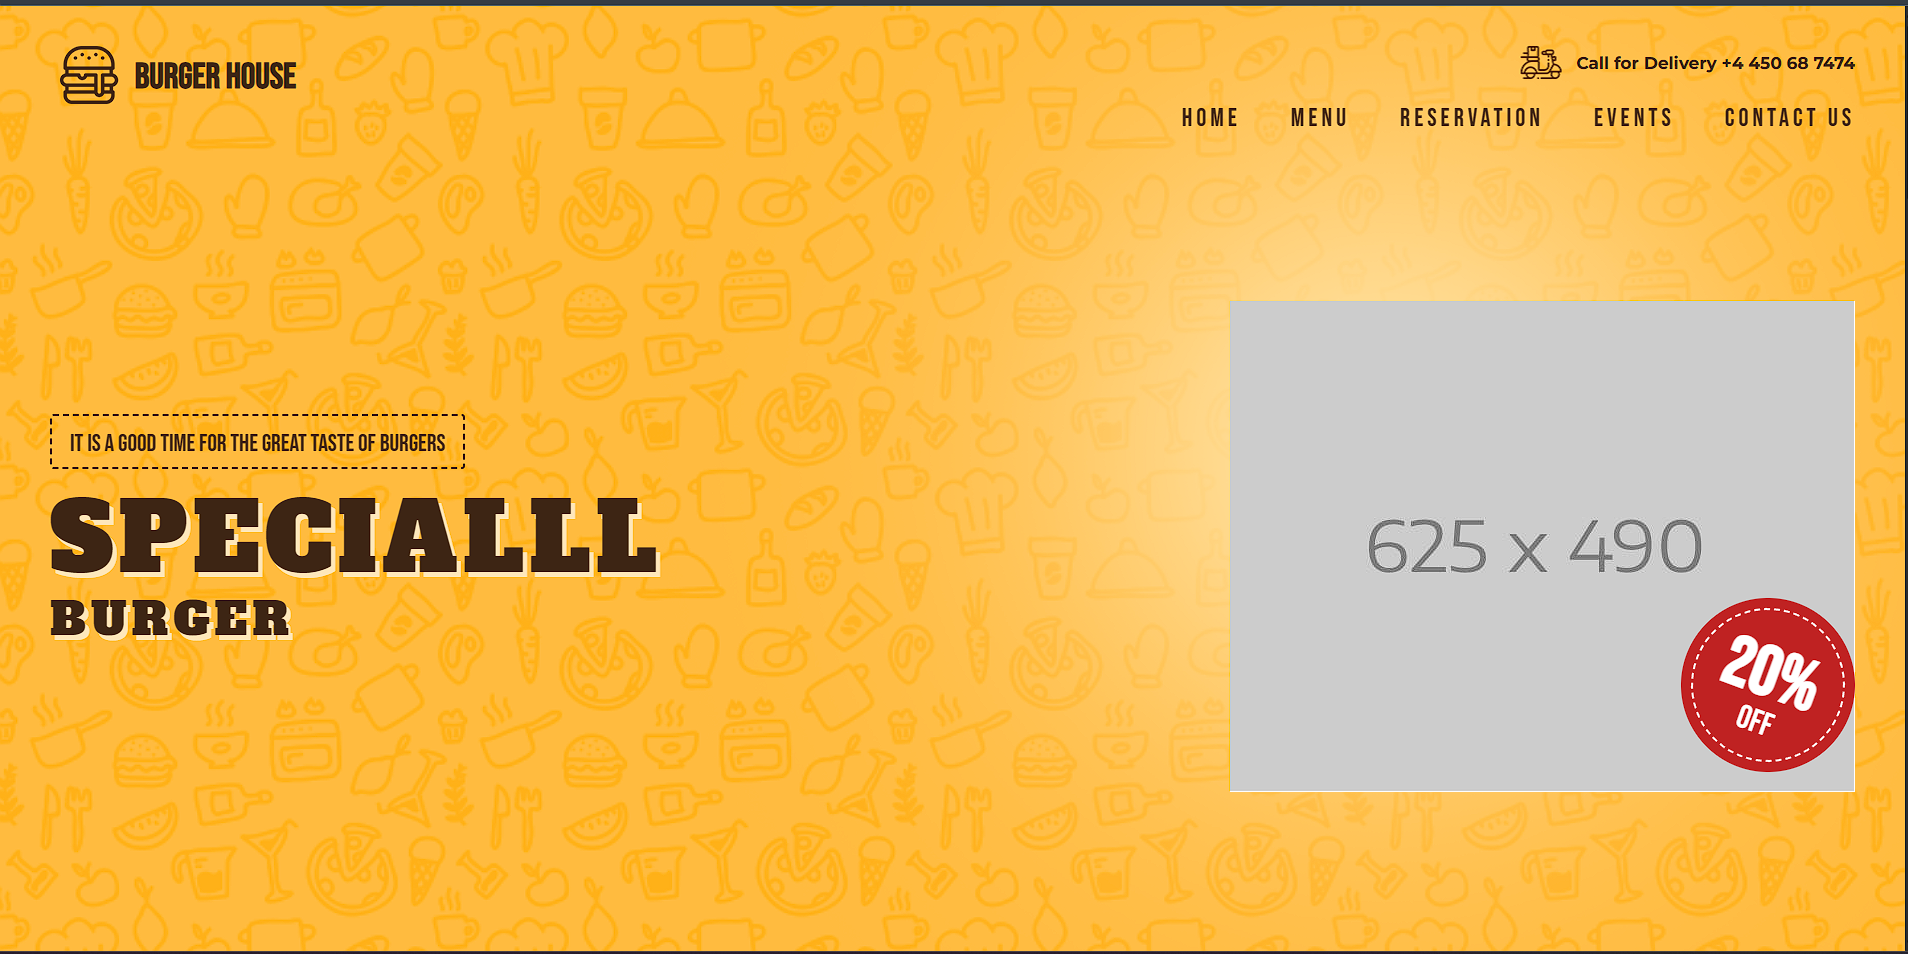 BURGER HOUSE
Call for Delivery +4 450 68 7474
HOME MENU RESERVATION EVENTS CONTACT US
IT IS A GOOD TIME FOR THE GREAT TASTE OF BURGERS
SPECIALLL
BURGER
625 x 490
20%
OFF